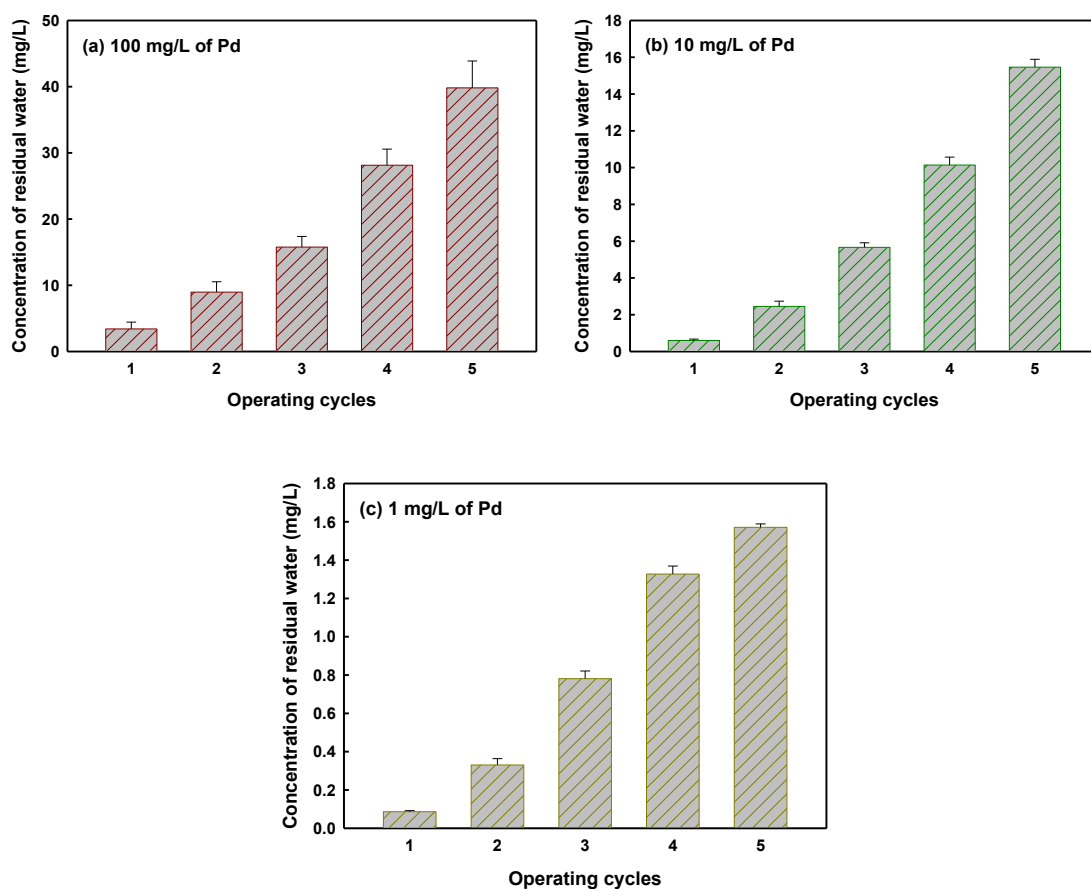 (a) 100 mg/L of Pd
Concentration of residual water (mg/L)
50
40
30
20
10
0
1 2 3 4 5
Operating cycles
(b) 10 mg/L of Pd
Concentration of residual water (mg/L)
18
16
14
12
10
8
6
4
2
0
1 2 3 4 5
Operating cycles
(c) 1 mg/L of Pd
Concentration of residual water (mg/L)
1.8
1.6
1.4
1.2
1.0
0.8
0.6
0.4
0.2
0.0
1 2 3 4 5
Operating cycles